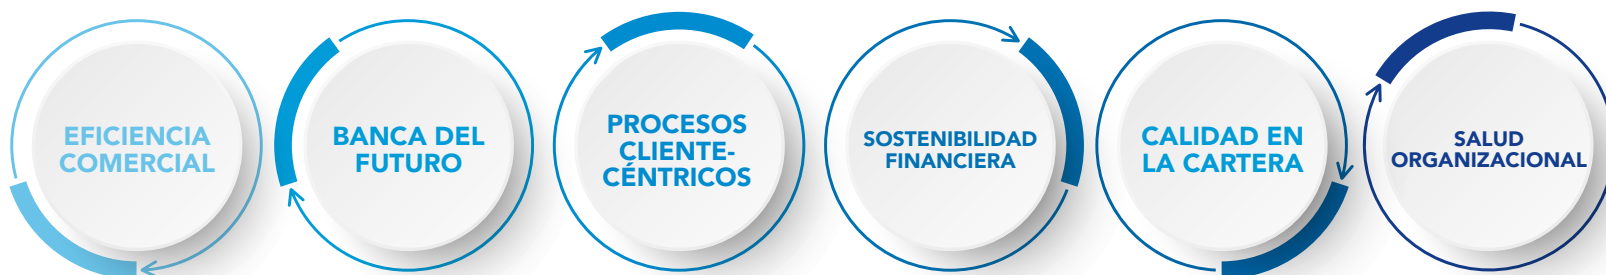 EFICIENCIA
COMERCIAL
BANCA DEL
FUTURO
PROCESOS
CLIENTE-
CÉNTRICOS
SOSTENIBILIDAD
FINANCIERA
CALIDAD EN
LA CARTERA
SALUD
ORGANIZACIONAL